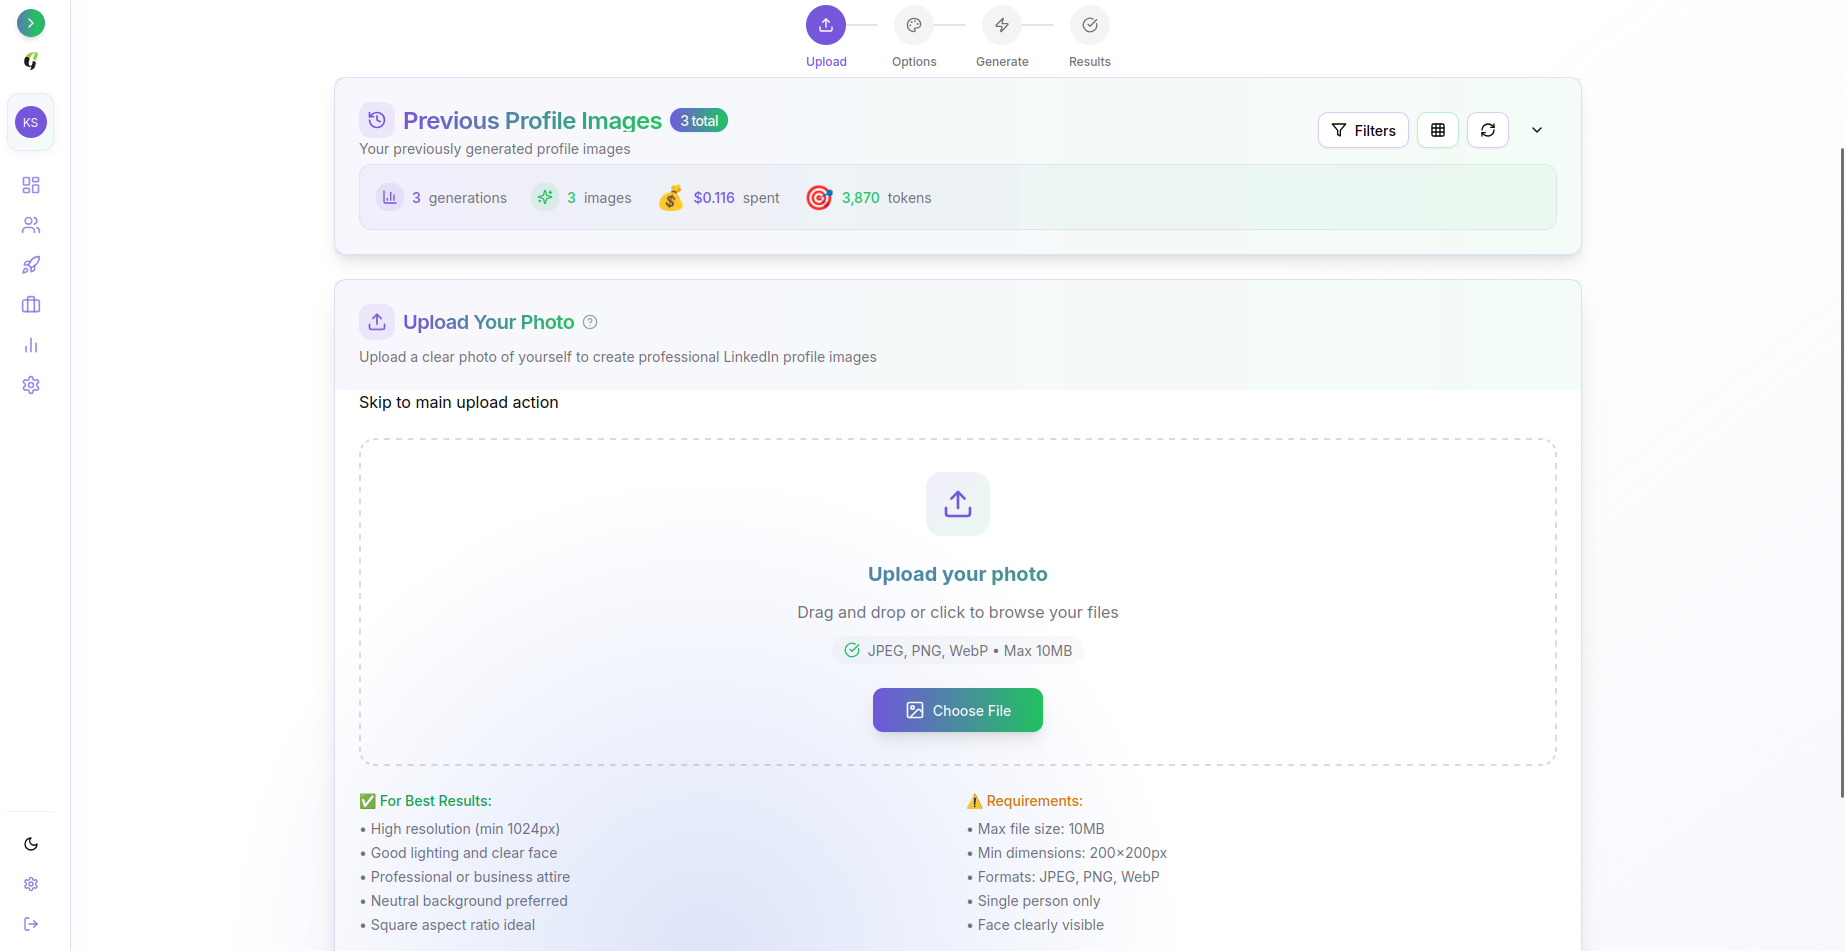 Upload
Options
Generate
Results
KS
Previous Profile Images
3 total
Your previously generated profile images
Filters
3 generations
3 images
$0.116 spent
3,870 tokens
Upload Your Photo
Upload a clear photo of yourself to create professional LinkedIn profile images
Skip to main upload action
Upload your photo
Drag and drop or click to browse your files
JPEG, PNG, WebP • Max 10MB
Choose File
✅ For Best Results:
• High resolution (min 1024px)
• Good lighting and clear face
• Professional or business attire
• Neutral background preferred
• Square aspect ratio ideal
⚠️ Requirements:
• Max file size: 10MB
• Min dimensions: 200×200px
• Formats: JPEG, PNG, WebP
• Single person only
• Face clearly visible